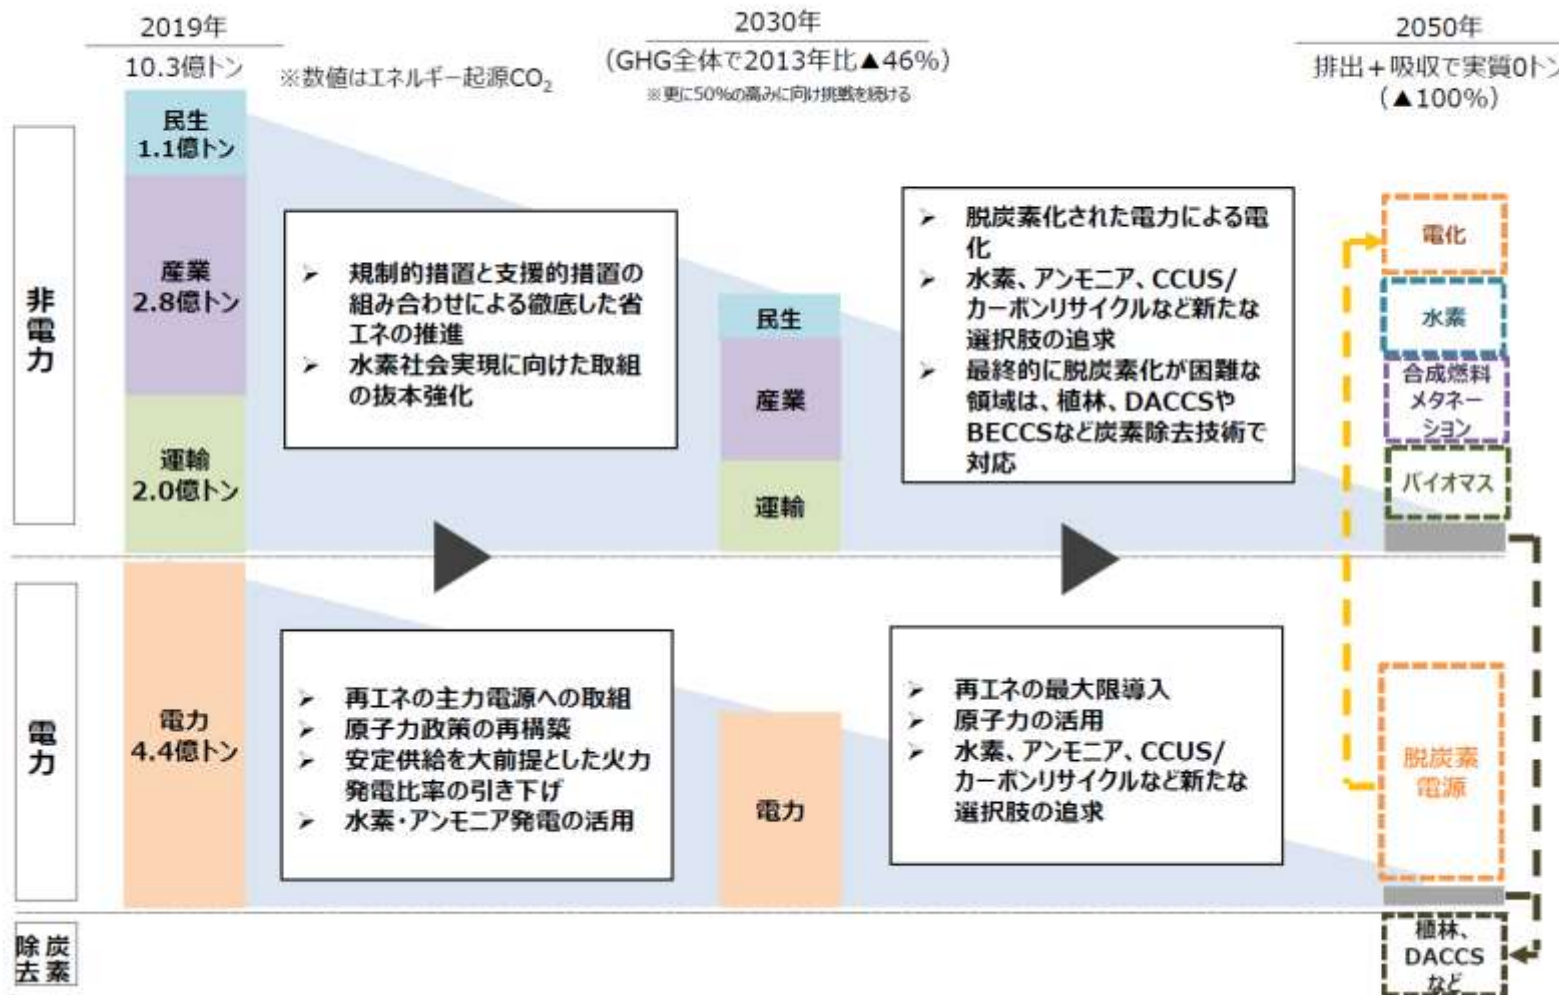 2019年
10.3億トン
※数値はエネルギー起源CO₂
2030年
(GHG全体で2013年比▲46%)
※更に50%の高みに向け挑戦を続ける
2050年
排出+吸収で実質0トン
(▲100%)
非電力
民生
1.1億トン
産業
2.8億トン
運輸
2.0億トン
➢ 規制的措置と支援的措置の
組み合わせによる徹底した省
エネの推進
➢ 水素社会実現に向けた取組
の抜本強化
民生
産業
運輸
➢ 脱炭素化された電力による電
化
➢ 水素、アンモニア、CCUS/
カーボンリサイクルなど新たな
選択肢の追求
➢ 最終的に脱炭素化が困難な
領域は、植林、DACCSや
BECCSなど炭素除去技術で
対応
電化
水素
合成燃料
メタネー
ション
バイオマス
電力
電力
4.4億トン
➢ 再エネの主力電源への取組
➢ 原子力政策の再構築
➢ 安定供給を大前提とした火力
発電比率の引き下げ
➢ 水素・アンモニア発電の活用
電力
➢ 再エネの最大限導入
➢ 原子力の活用
➢ 水素、アンモニア、CCUS/
カーボンリサイクルなど新たな
選択肢の追求
脱炭素
電源
炭素
除去
植林、
DACCS
など